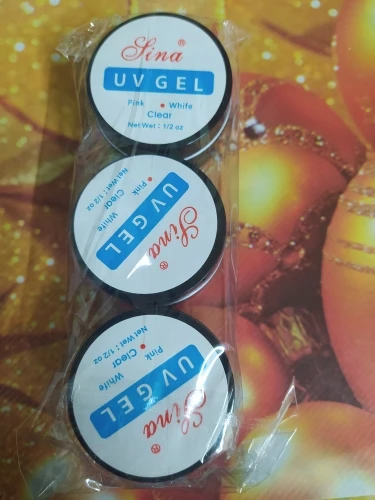 Sina®
UV GEL
Pink • White
Clear
Net Wet : 1/2 oz
Sina®
UV GEL
• Pink White
Clear
Net Wet : 1/2 oz
Sina®
UV GEL
Pink White
• Clear
Net Wet : 1/2 oz